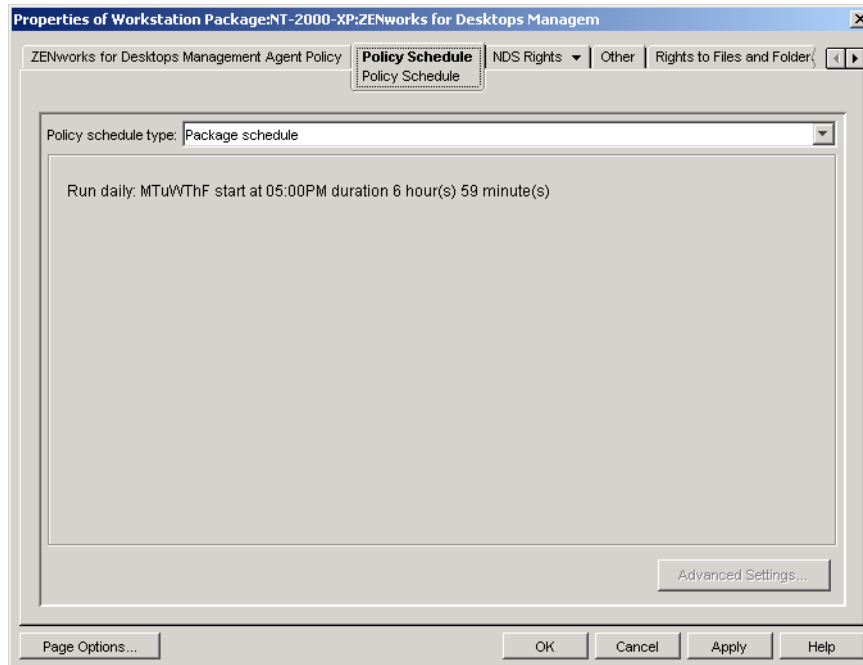 Properties of Workstation Package:NT-2000-XP:ZENworks for Desktops Managem
ZENworks for Desktops Management Agent Policy Policy Schedule NDS Rights Other Rights to Files and Folder
Policy Schedule
Policy schedule type: Package schedule
Run daily: MTuWThF start at 05:00PM duration 6 hour(s) 59 minute(s)
Advanced Settings...
Page Options... OK Cancel Apply Help